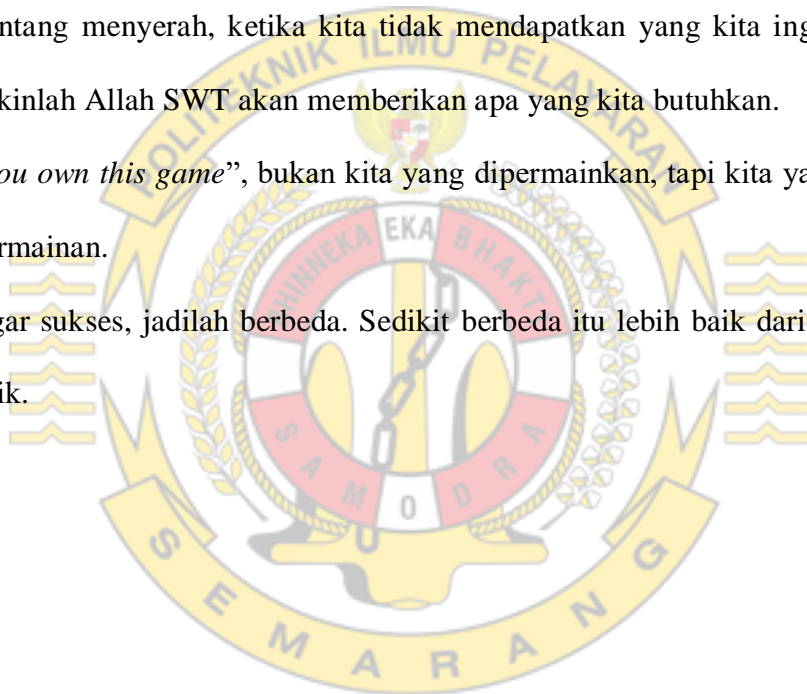 ntang menyerah, ketika kita tidak mendapatkan yang kita ing
kinlah Allah SWT akan memberikan apa yang kita butuhkan.
ou own this game”, bukan kita yang dipermainkan, tapi kita ya
rmainan.
gar sukses, jadilah berbeda. Sedikit berbeda itu lebih baik dari
ik.
POLITEKNIK ILMU PELAYARAN
BHINNEKA EKA BHAKTI
SAMODRA
SEMARANG